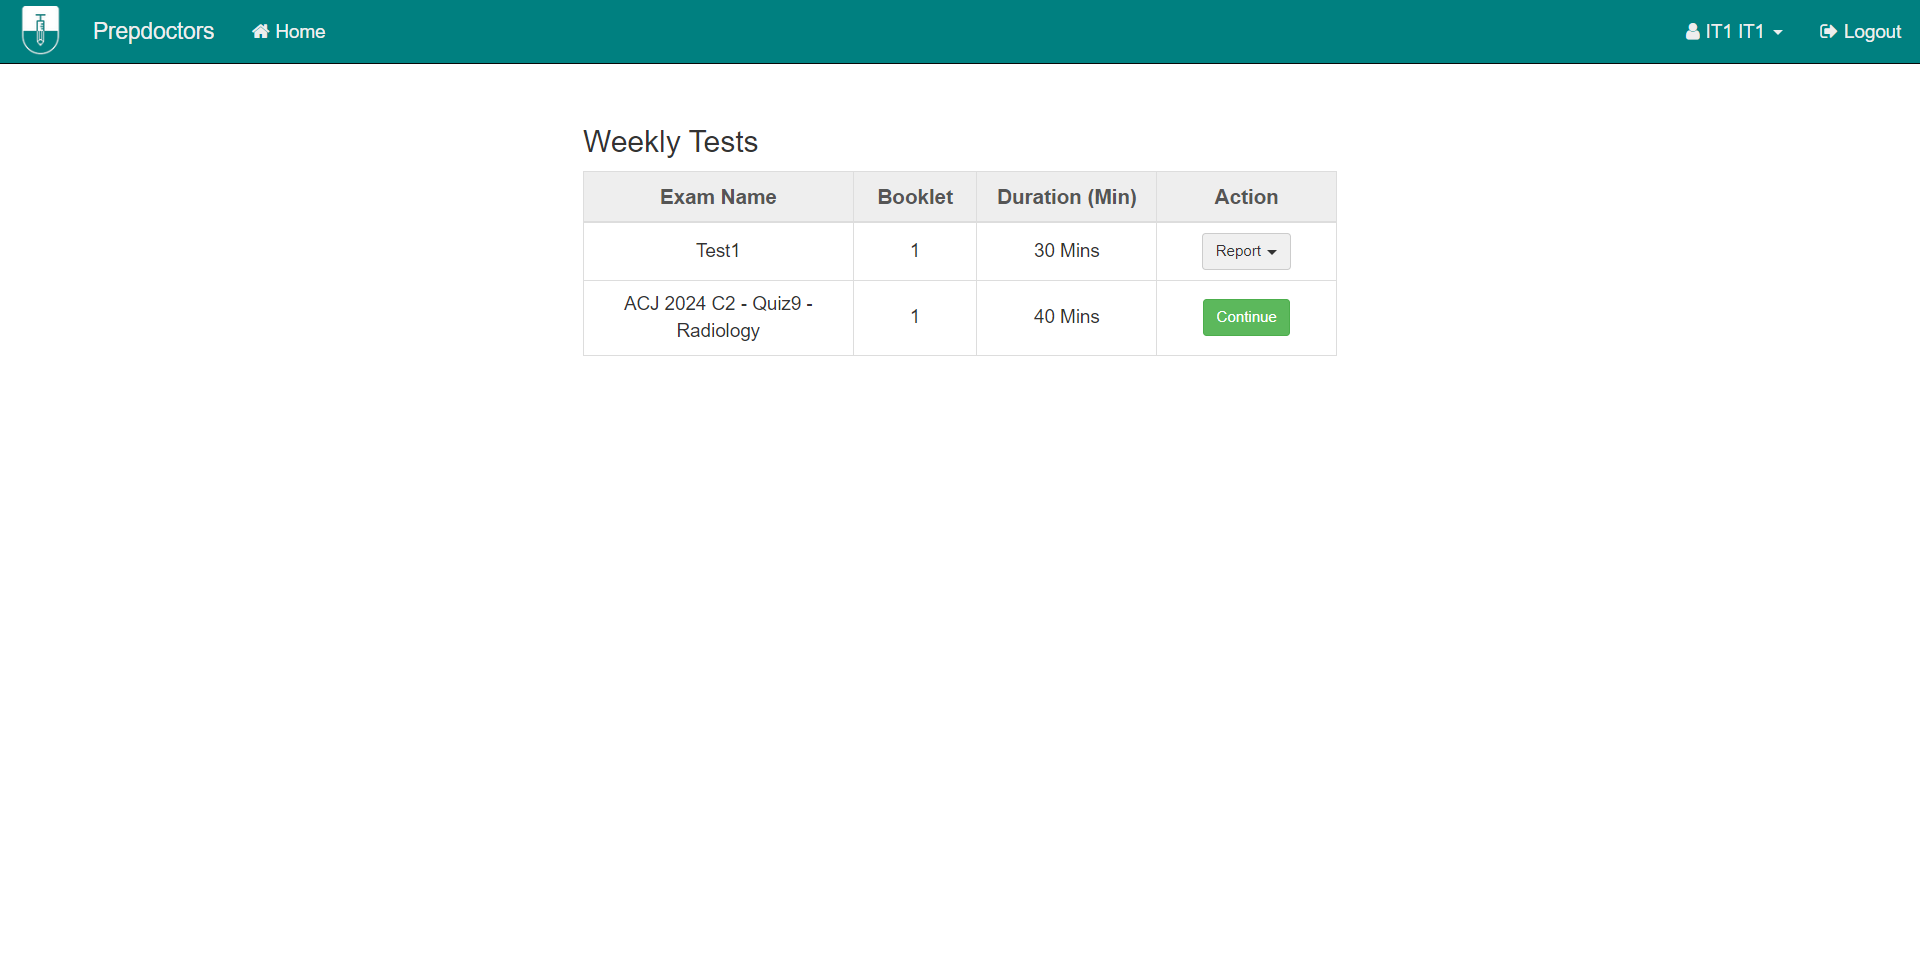 Prepdoctors Home IT1 IT1 Logout
Weekly Tests
Exam Name Booklet Duration (Min) Action
Test1 1 30 Mins Report
ACJ 2024 C2 - Quiz9 -
Radiology 1 40 Mins Continue